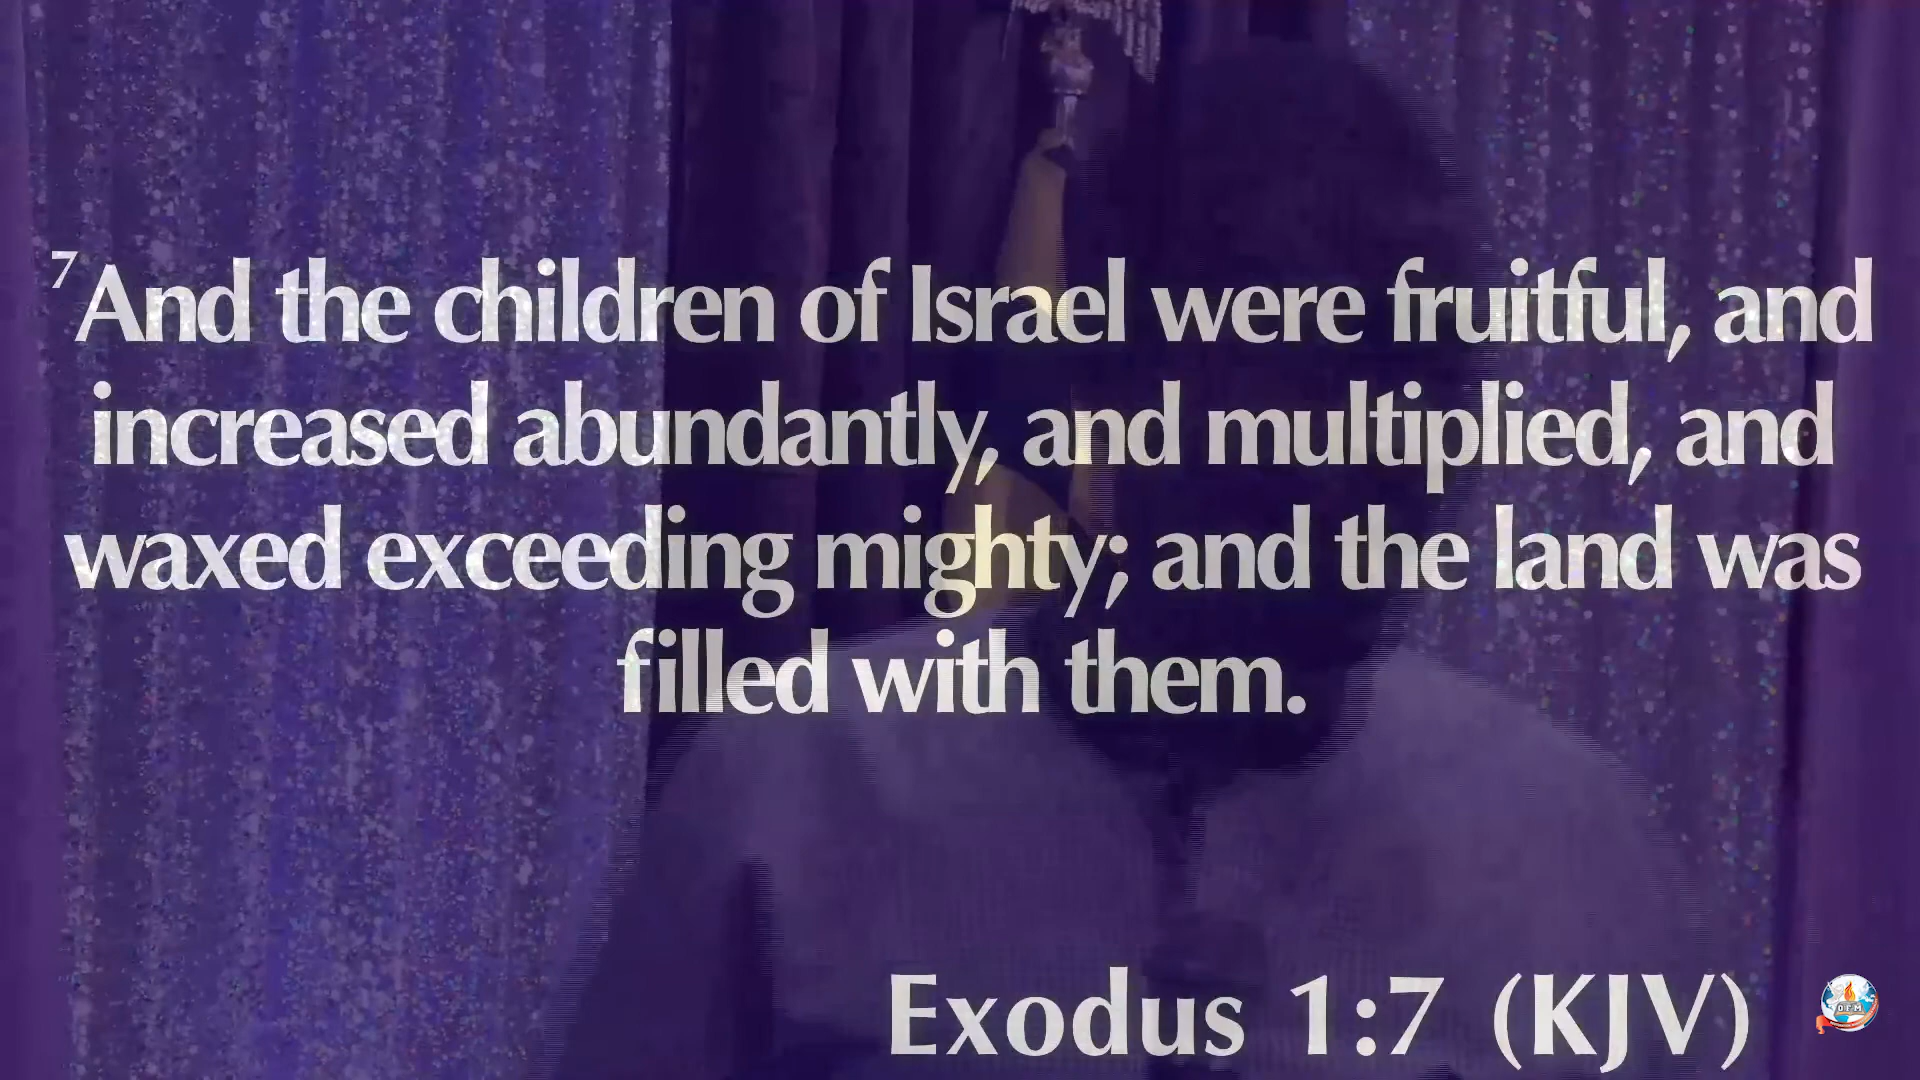 7And the children of Israel were fruitful, and
increased abundantly, and multiplied, and
waxed exceeding mighty; and the land was
filled with them.
Exodus 1:7 (KJV)
DFM